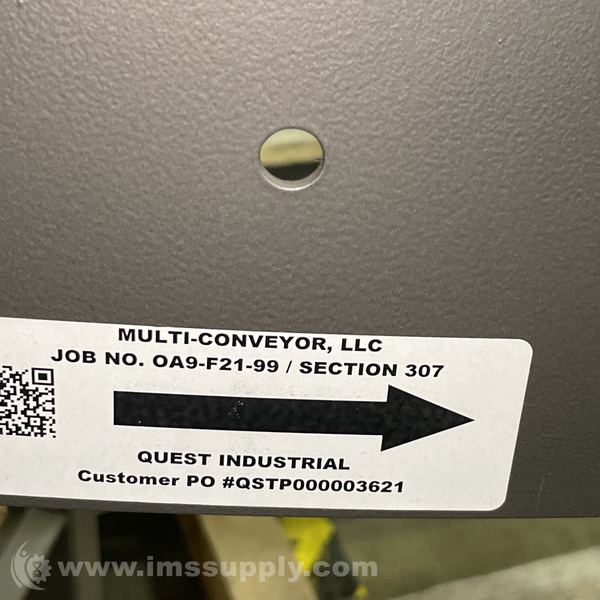 MULTI-CONVEYOR, LLC
JOB NO. OA9-F21-99 / SECTION 307
QUEST INDUSTRIAL
Customer PO #QSTP000003621
www.imssupply.com